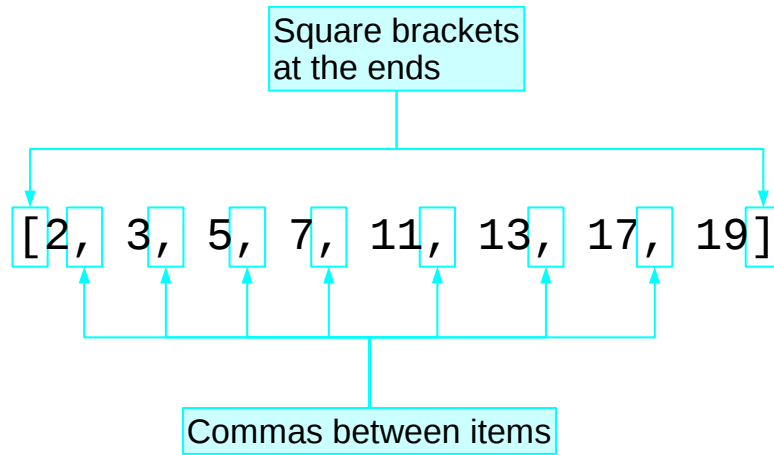 Square brackets
at the ends
[2, 3, 5, 7, 11, 13, 17, 19]
Commas between items